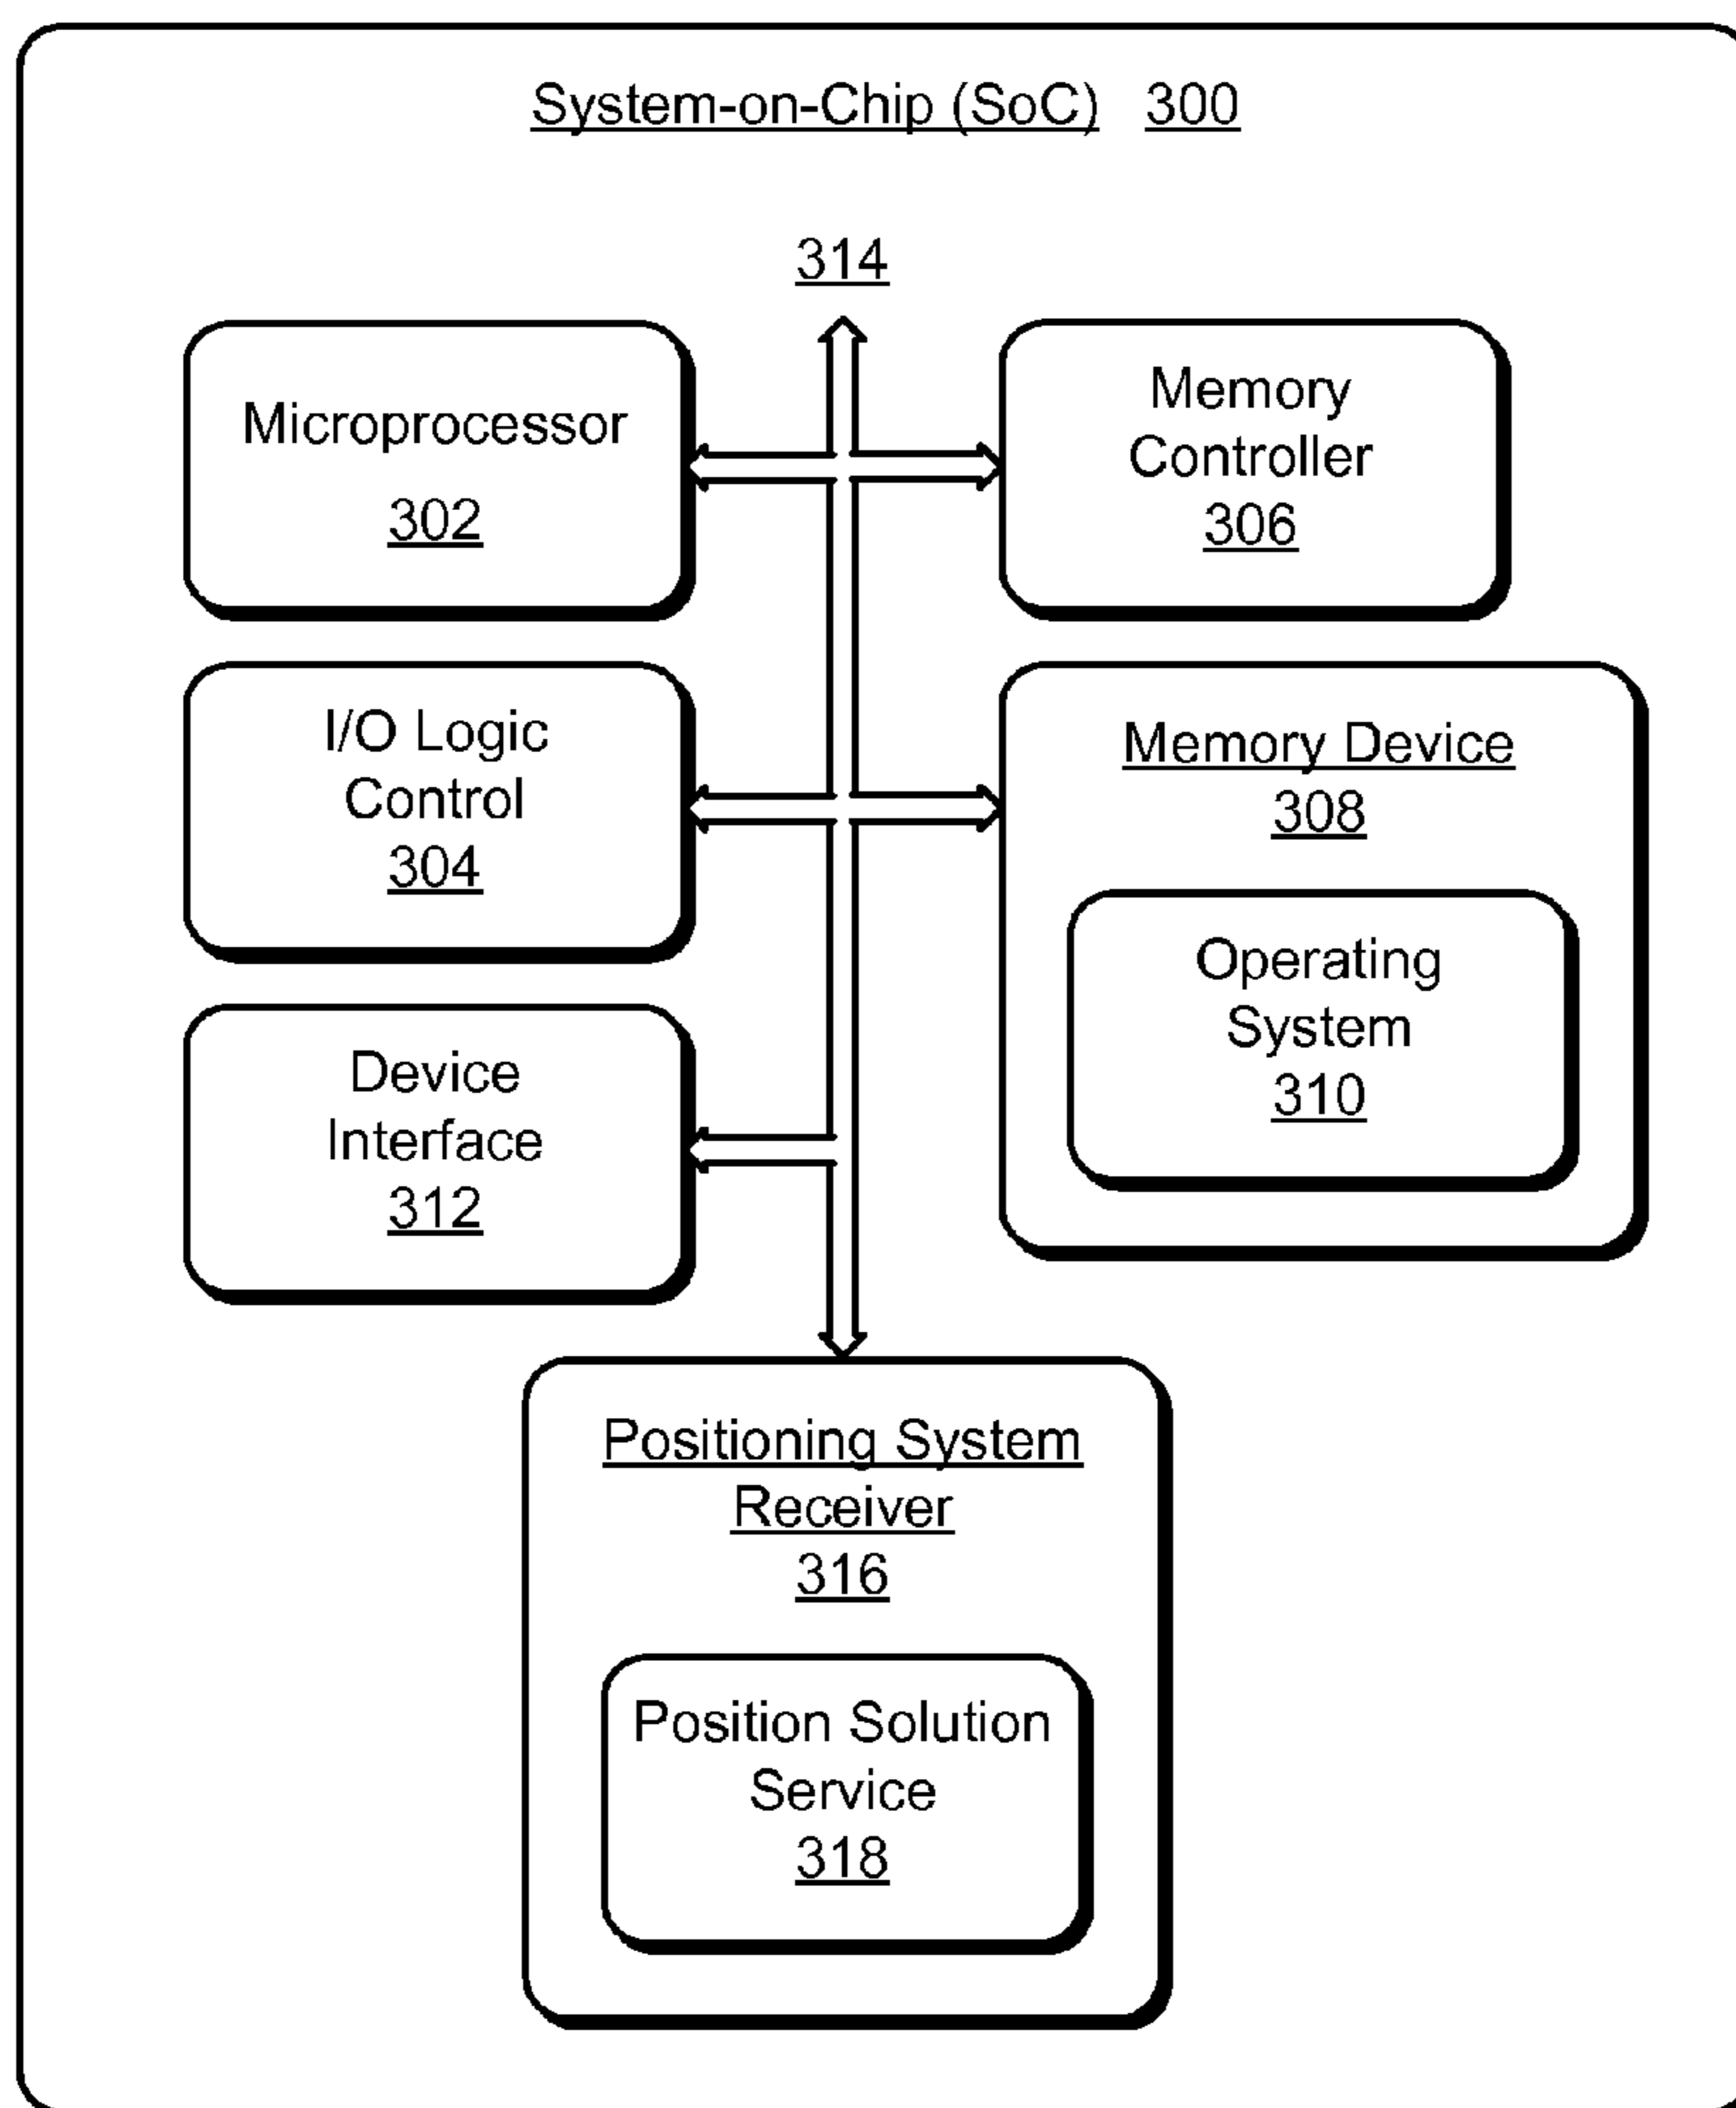 System-on-Chip (SoC) 300
314
Microprocessor
302
Memory
Controller
306
I/O Logic
Control
304
Memory Device
308
Operating
System
310
Device
Interface
312
Positioning System
Receiver
316
Position Solution
Service
318